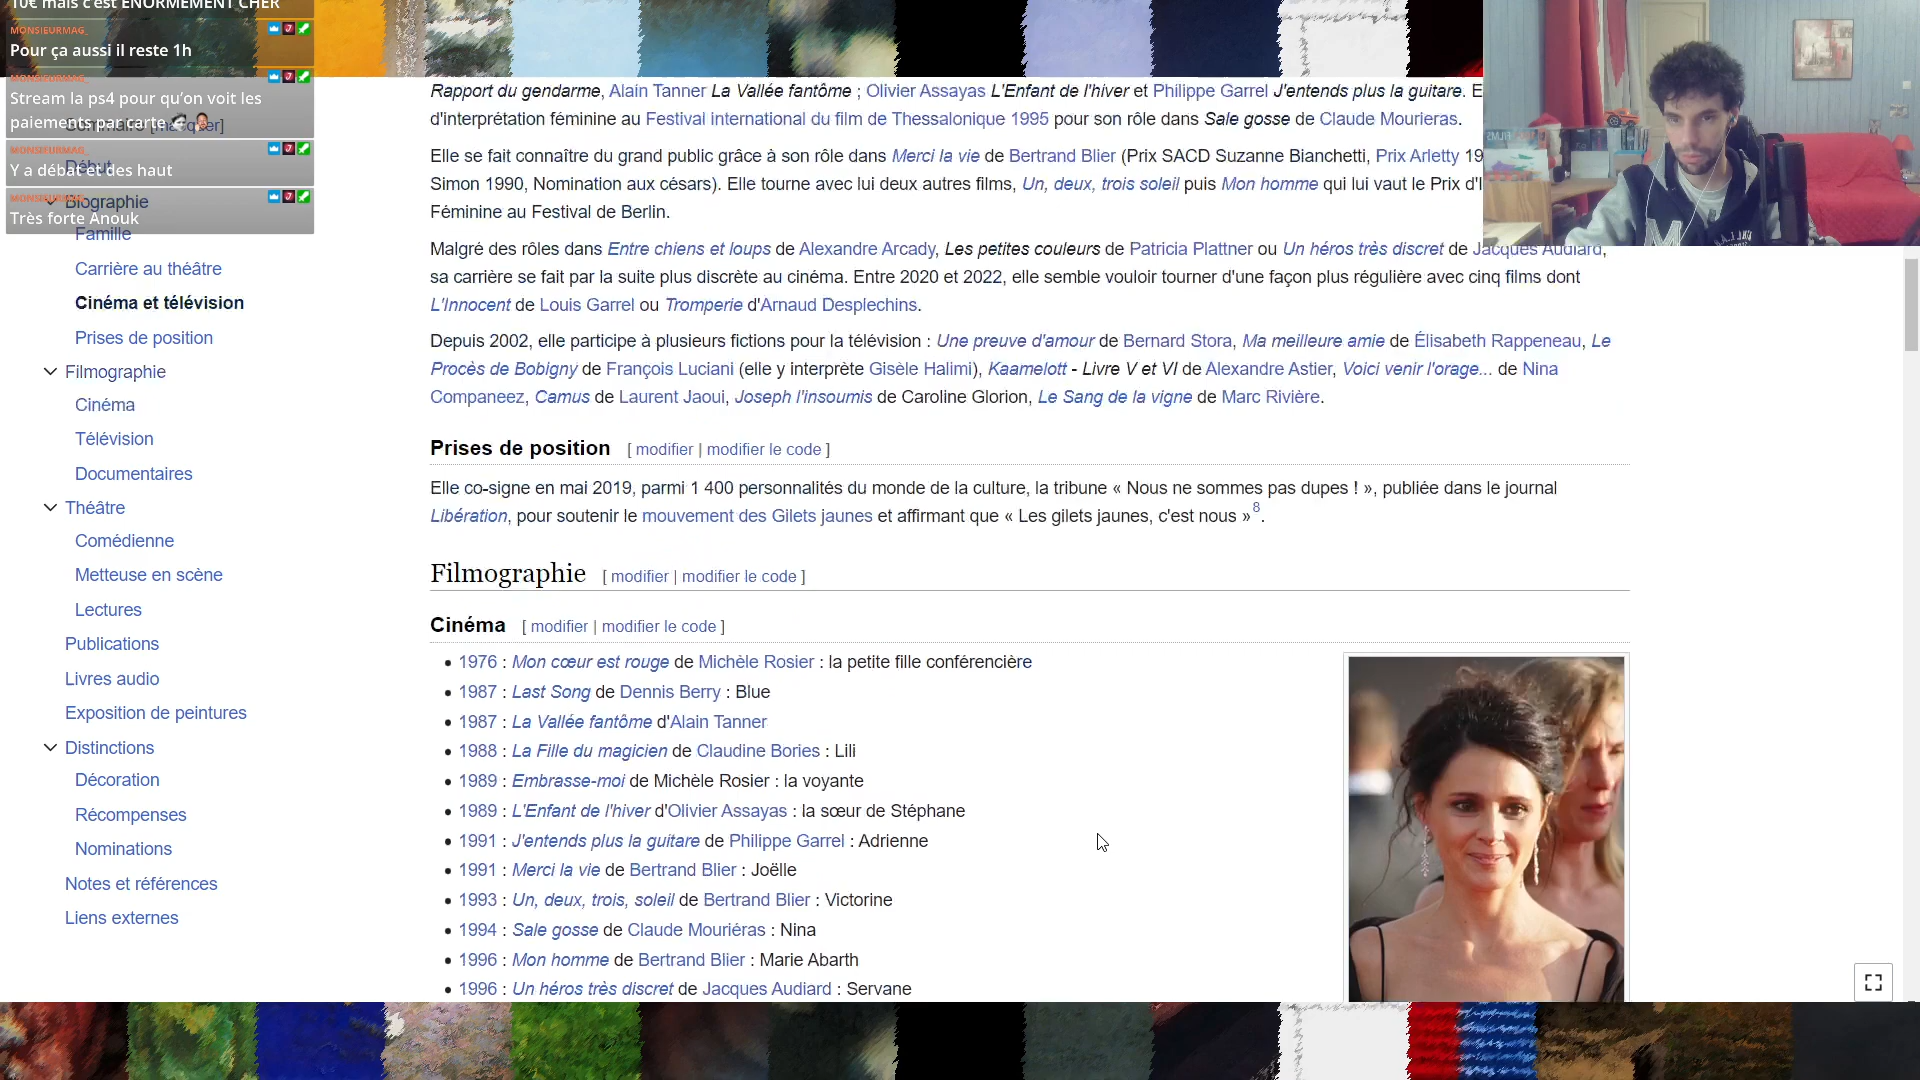 10€ mais c'est ENORMEMENT CHER
MONSIEURMAG_
Pour ça aussi il reste 1h
MONSIEURMAG_
Stream la ps4 pour qu'on voit les
paiements par carte
MONSIEURMAG_
Y a débat et des haut
MONSIEURMAG_
Très forte Anouk
Sommaire [masquer]
Début
Biographie
Famille
Carrière au théâtre
Cinéma et télévision
Prises de position
Filmographie
Cinéma
Télévision
Documentaires
Théâtre
Comédienne
Metteuse en scène
Lectures
Publications
Livres audio
Exposition de peintures
Distinctions
Décoration
Récompenses
Nominations
Notes et références
Liens externes
Rapport du gendarme, Alain Tanner La Vallée fantôme ; Olivier Assayas L'Enfant de l'hiver et Philippe Garrel J'entends plus la guitare. E
d'interprétation féminine au Festival international du film de Thessalonique 1995 pour son rôle dans Sale gosse de Claude Mourieras.
Elle se fait connaître du grand public grâce à son rôle dans Merci la vie de Bertrand Blier (Prix SACD Suzanne Bianchetti, Prix Arletty 19
Simon 1990, Nomination aux césars). Elle tourne avec lui deux autres films, Un, deux, trois soleil puis Mon homme qui lui vaut le Prix d'I
Féminine au Festival de Berlin.
Malgré des rôles dans Entre chiens et loups de Alexandre Arcady, Les petites couleurs de Patricia Plattner ou Un héros très discret de Jacques Audiard,
sa carrière se fait par la suite plus discrète au cinéma. Entre 2020 et 2022, elle semble vouloir tourner d'une façon plus régulière avec cinq films dont
L'Innocent de Louis Garrel ou Tromperie d'Arnaud Desplechins.
Depuis 2002, elle participe à plusieurs fictions pour la télévision : Une preuve d'amour de Bernard Stora, Ma meilleure amie de Élisabeth Rappeneau, Le
Procès de Bobigny de François Luciani (elle y interprète Gisèle Halimi), Kaamelott - Livre V et VI de Alexandre Astier, Voici venir l'orage... de Nina
Companeez, Camus de Laurent Jaoui, Joseph l'insoumis de Caroline Glorion, Le Sang de la vigne de Marc Rivière.
Prises de position [ modifier | modifier le code ]
Elle co-signe en mai 2019, parmi 1 400 personnalités du monde de la culture, la tribune « Nous ne sommes pas dupes ! », publiée dans le journal
Libération, pour soutenir le mouvement des Gilets jaunes et affirmant que « Les gilets jaunes, c'est nous »8.
Filmographie [ modifier | modifier le code ]
Cinéma [ modifier | modifier le code ]
• 1976 : Mon cœur est rouge de Michèle Rosier : la petite fille conférencière
• 1987 : Last Song de Dennis Berry : Blue
• 1987 : La Vallée fantôme d'Alain Tanner
• 1988 : La Fille du magicien de Claudine Bories : Lili
• 1989 : Embrasse-moi de Michèle Rosier : la voyante
• 1989 : L'Enfant de l'hiver d'Olivier Assayas : la sœur de Stéphane
• 1991 : J'entends plus la guitare de Philippe Garrel : Adrienne
• 1991 : Merci la vie de Bertrand Blier : Joëlle
• 1993 : Un, deux, trois, soleil de Bertrand Blier : Victorine
• 1994 : Sale gosse de Claude Mouriéras : Nina
• 1996 : Mon homme de Bertrand Blier : Marie Abarth
• 1996 : Un héros très discret de Jacques Audiard : Servane